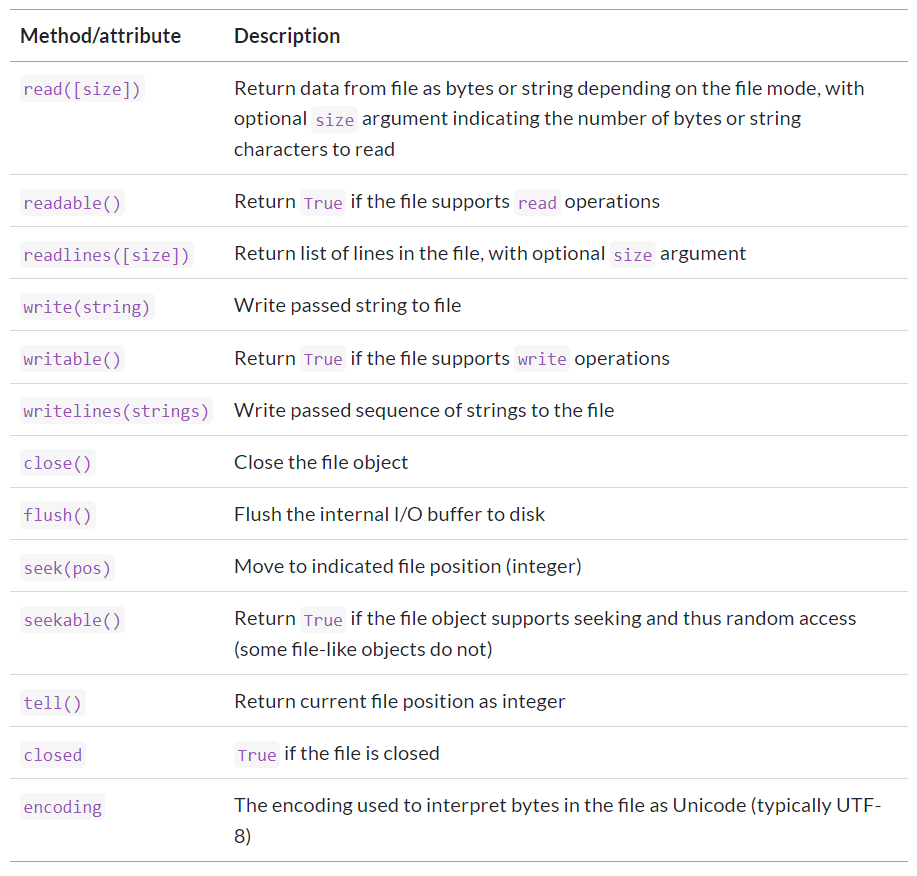 Method/attribute Description
read([size]) Return data from file as bytes or string depending on the file mode, with
optional size argument indicating the number of bytes or string
characters to read
readable() Return True if the file supports read operations
readlines([size]) Return list of lines in the file, with optional size argument
write(string) Write passed string to file
writable() Return True if the file supports write operations
writelines(strings) Write passed sequence of strings to the file
close() Close the file object
flush() Flush the internal I/O buffer to disk
seek(pos) Move to indicated file position (integer)
seekable() Return True if the file object supports seeking and thus random access
(some file-like objects do not)
tell() Return current file position as integer
closed True if the file is closed
encoding The encoding used to interpret bytes in the file as Unicode (typically UTF-
8)